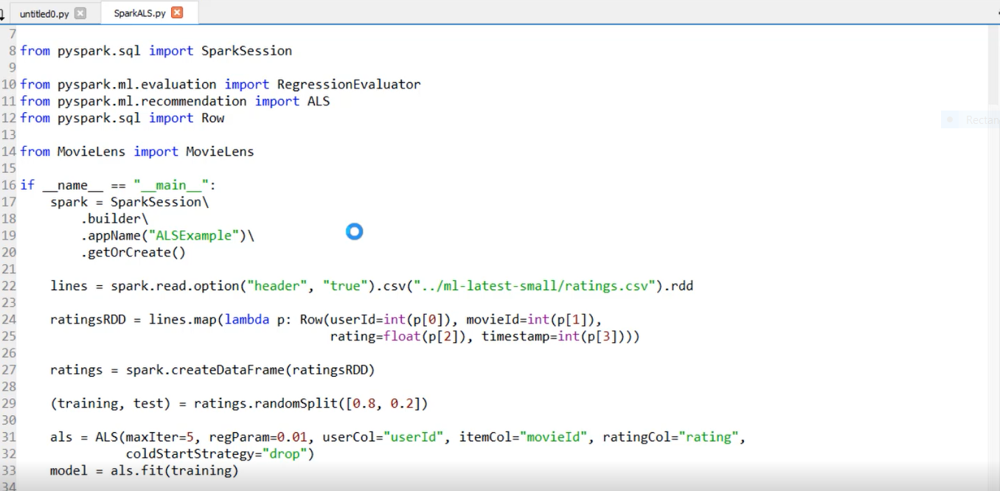 untitled0.py
SparkALS.py
7
8 from pyspark.sql import SparkSession
9
10 from pyspark.ml.evaluation import RegressionEvaluator
11 from pyspark.ml.recommendation import ALS
12 from pyspark.sql import Row
13
14 from MovieLens import MovieLens
15
16 if __name__ == "__main__":
17     spark = SparkSession\
18         .builder\
19         .appName("ALSExample")\
20         .getOrCreate()
21
22     lines = spark.read.option("header", "true").csv("../ml-latest-small/ratings.csv").rdd
23
24     ratingsRDD = lines.map(lambda p: Row(userId=int(p[0]), movieId=int(p[1]),
25                                          rating=float(p[2]), timestamp=int(p[3])))
26
27     ratings = spark.createDataFrame(ratingsRDD)
28
29     (training, test) = ratings.randomSplit([0.8, 0.2])
30
31     als = ALS(maxIter=5, regParam=0.01, userCol="userId", itemCol="movieId", ratingCol="rating",
32               coldStartStrategy="drop")
33     model = als.fit(training)
34